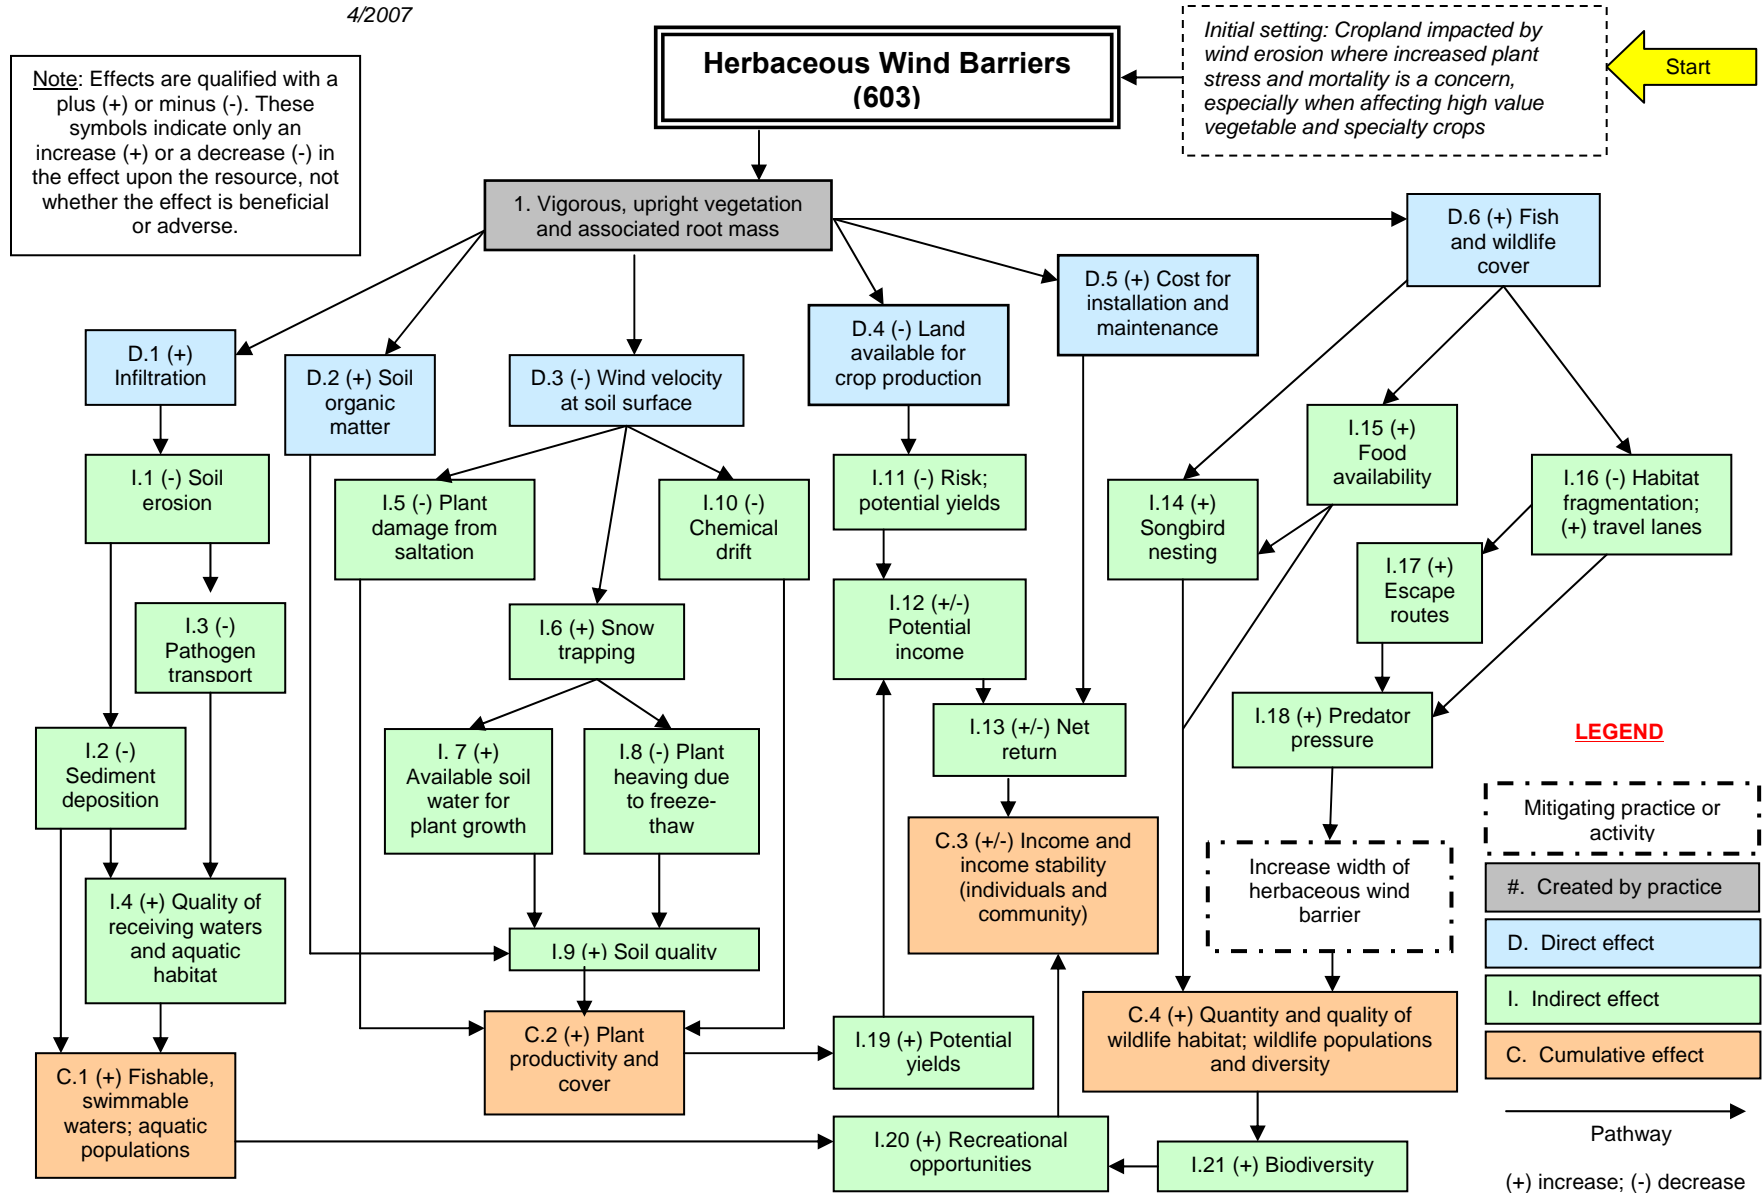 4/2007
Note: Effects are qualified with a
plus (+) or minus (-). These
symbols indicate only an
increase (+) or a decrease (-) in
the effect upon the resource, not
whether the effect is beneficial
or adverse.
Herbaceous Wind Barriers
(603)
Initial setting: Cropland impacted by
wind erosion where increased plant
stress and mortality is a concern,
especially when affecting high value
vegetable and specialty crops
Start
1. Vigorous, upright vegetation
and associated root mass
D.1 (+)
Infiltration
D.2 (+) Soil
organic
matter
D.3 (-) Wind velocity
at soil surface
D.4 (-) Land
available for
crop production
D.5 (+) Cost for
installation and
maintenance
D.6 (+) Fish
and wildlife
cover
I.1 (-) Soil
erosion
I.5 (-) Plant
damage from
saltation
I.10 (-)
Chemical
drift
I.11 (-) Risk;
potential yields
I.14 (+)
Songbird
nesting
I.15 (+)
Food
availability
I.16 (-) Habitat
fragmentation;
(+) travel lanes
I.3 (-)
Pathogen
transport
I.6 (+) Snow
trapping
I.12 (+/-)
Potential
income
I.17 (+)
Escape
routes
I.2 (-)
Sediment
deposition
I. 7 (+)
Available soil
water for
plant growth
I.8 (-) Plant
heaving due
to freeze-
thaw
I.13 (+/-) Net
return
I.18 (+) Predator
pressure
I.4 (+) Quality of
receiving waters
and aquatic
habitat
I.9 (+) Soil quality
C.3 (+/-) Income and
income stability
(individuals and
community)
Increase width of
herbaceous wind
barrier
C.1 (+) Fishable,
swimmable
waters; aquatic
populations
C.2 (+) Plant
productivity and
cover
I.19 (+) Potential
yields
C.4 (+) Quantity and quality of
wildlife habitat; wildlife populations
and diversity
I.20 (+) Recreational
opportunities
I.21 (+) Biodiversity
LEGEND
Mitigating practice or
activity
#. Created by practice
D. Direct effect
I. Indirect effect
C. Cumulative effect
Pathway
(+) increase; (-) decrease